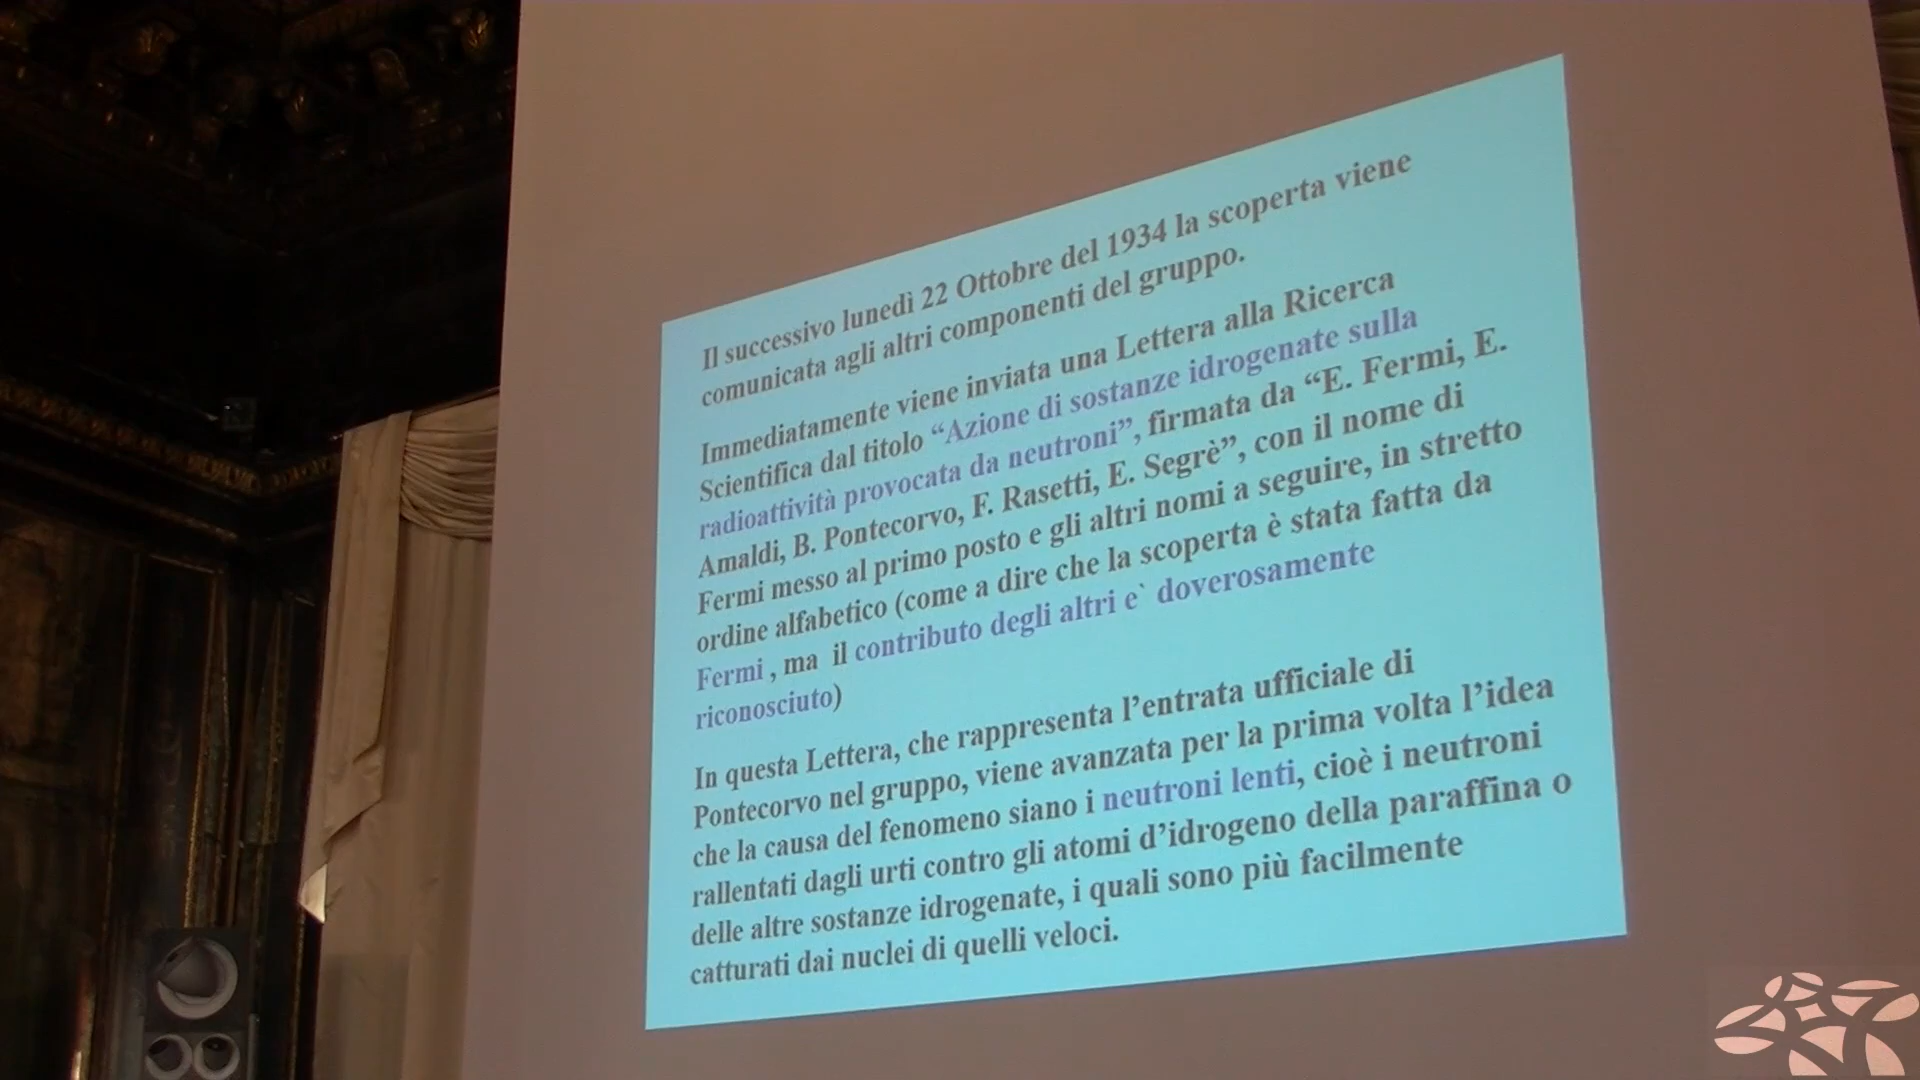 Il successivo lunedì 22 Ottobre del 1934 la scoperta viene
comunicata agli altri componenti del gruppo.
Immediatamente viene inviata una Lettera alla Ricerca
Scientifica dal titolo “Azione di sostanze idrogenate sulla
radioattività provocata da neutroni”, firmata da “E. Fermi, E.
Amaldi, B. Pontecorvo, F. Rasetti, E. Segrè”, con il nome di
Fermi messo al primo posto e gli altri nomi a seguire, in stretto
ordine alfabetico (come a dire che la scoperta è stata fatta da
Fermi , ma il contributo degli altri e` doverosamente
riconosciuto)
In questa Lettera, che rappresenta l’entrata ufficiale di
Pontecorvo nel gruppo, viene avanzata per la prima volta l’idea
che la causa del fenomeno siano i neutroni lenti, cioè i neutroni
rallentati dagli urti contro gli atomi d’idrogeno della paraffina o
delle altre sostanze idrogenate, i quali sono più facilmente
catturati dai nuclei di quelli veloci.